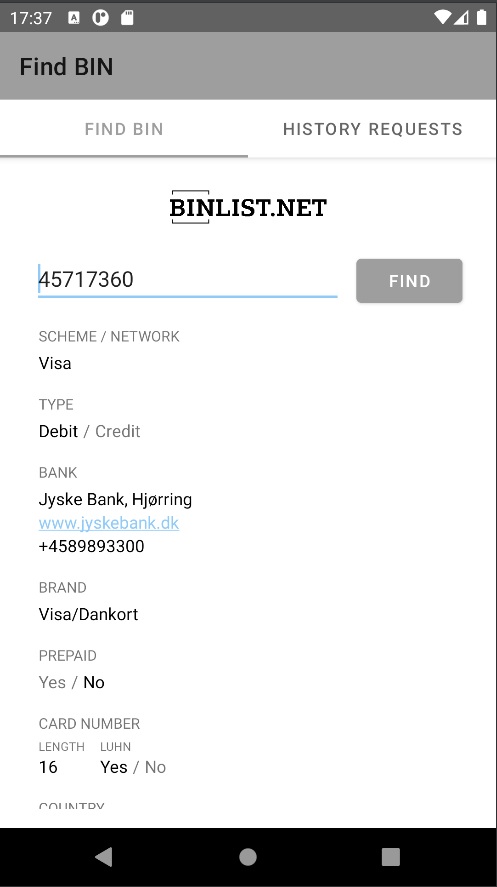 17:37
Find BIN
FIND BIN HISTORY REQUESTS
BINLIST.NET
45717360 FIND
SCHEME / NETWORK
Visa
TYPE
Debit / Credit
BANK
Jyske Bank, Hjørring
www.jyskebank.dk
+4589893300
BRAND
Visa/Dankort
PREPAID
Yes / No
CARD NUMBER
LENGTH LUHN
16 Yes / No
COUNTRY